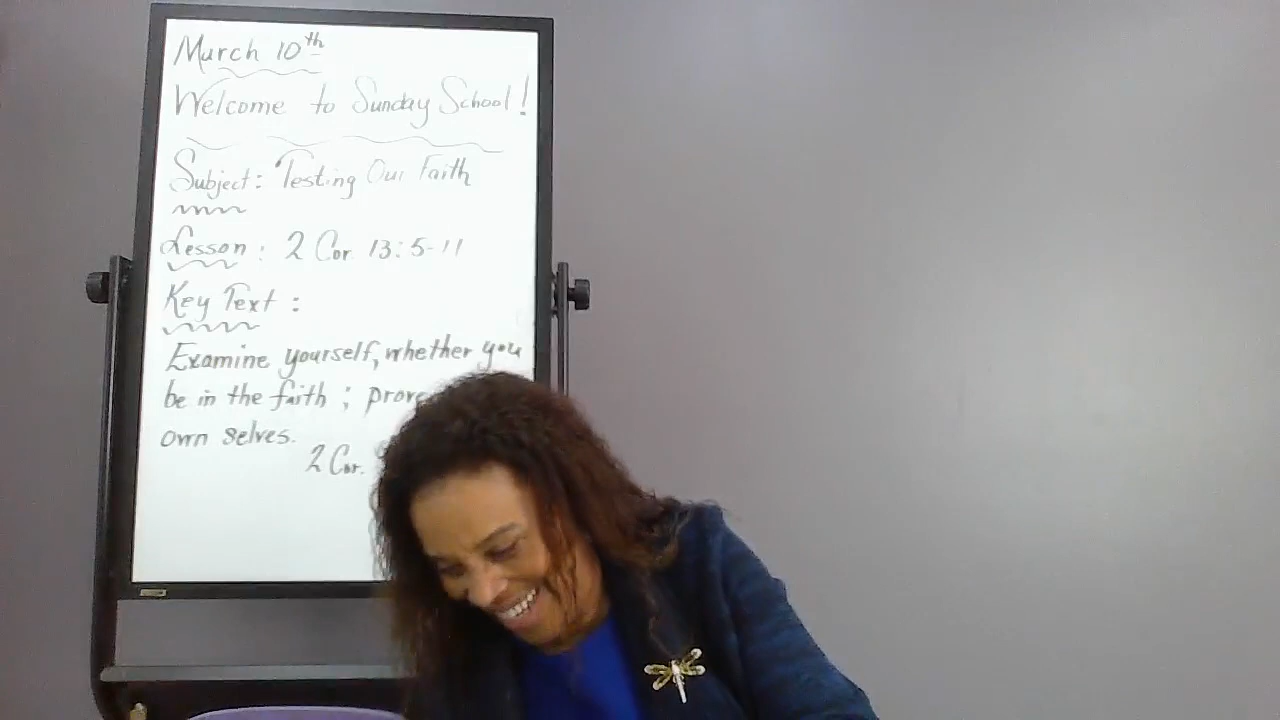 March 10th
Welcome to Sunday School!
Subject: Testing Our Faith
Lesson: 2 Cor. 13:5-11
Key Text:
Examine yourself, whether you
be in the faith; prove
own selves.
2 Cor.